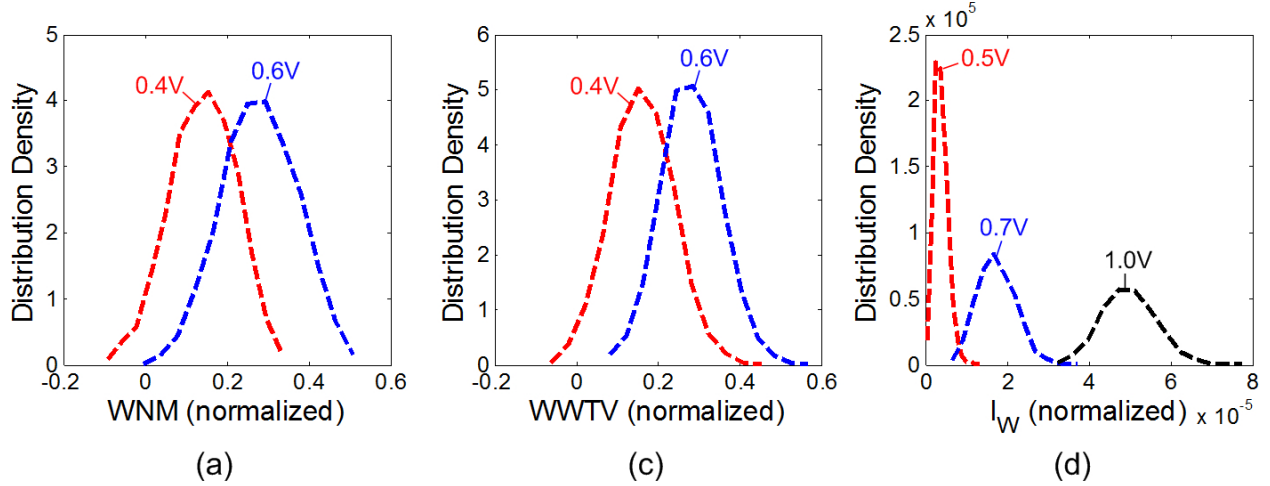 Distribution Density
5
4
3
2
1
0
-0.2 0 0.2 0.4 0.6
0.4V
0.6V
WNM (normalized)
(a)
Distribution Density
6
5
4
3
2
1
0
-0.2 0 0.2 0.4 0.6
0.4V
0.6V
WWTV (normalized)
(c)
x 10^5
Distribution Density
2.5
2
1.5
1
0.5
0
0 2 4 6 8
0.5V
0.7V
1.0V
I_W (normalized) x 10^-5
(d)